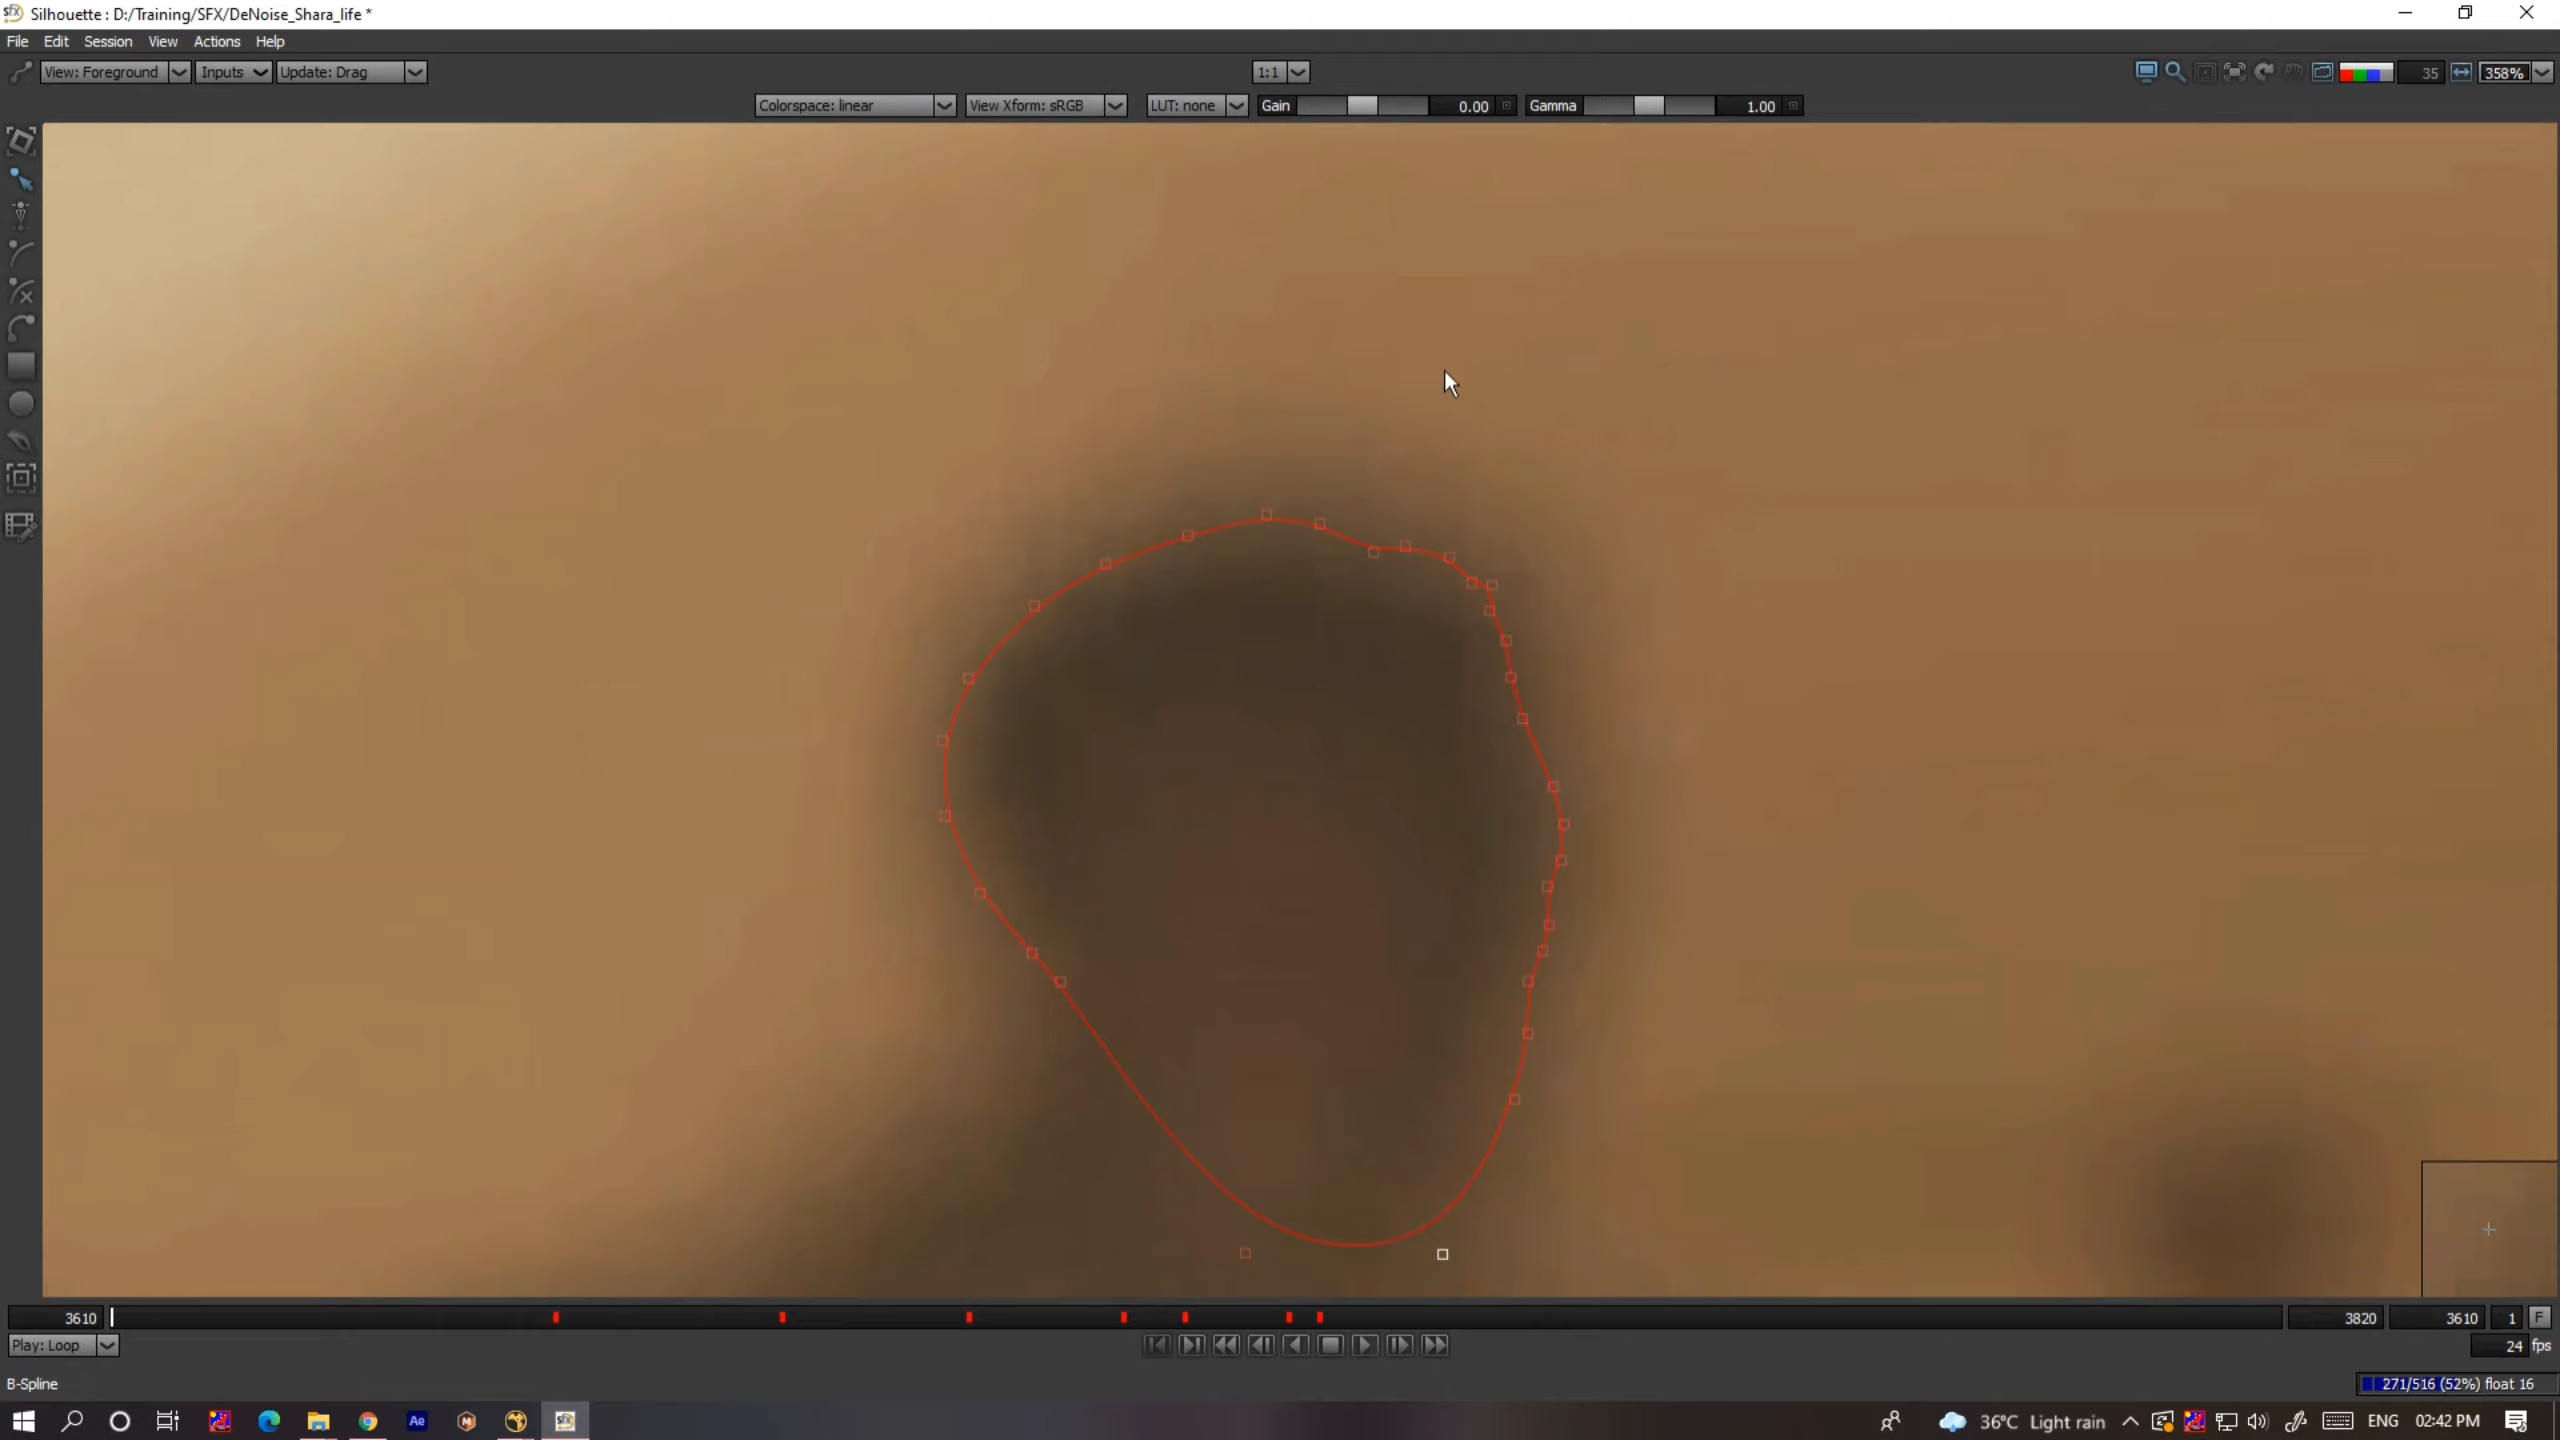 Silhouette : D:/Training/SFX/DeNoise_Shara_life *
File Edit Session View Actions Help
View: Foreground Inputs Update: Drag 1:1 35 358%
Colorspace: linear View Xform: sRGB LUT: none Gain 0.00 Gamma 1.00
3610 3820 3610 1 F
Play: Loop 24 fps
B-Spline 271/516 (52%) float 16
Ae M sfx 36°C Light rain ENG 02:42 PM